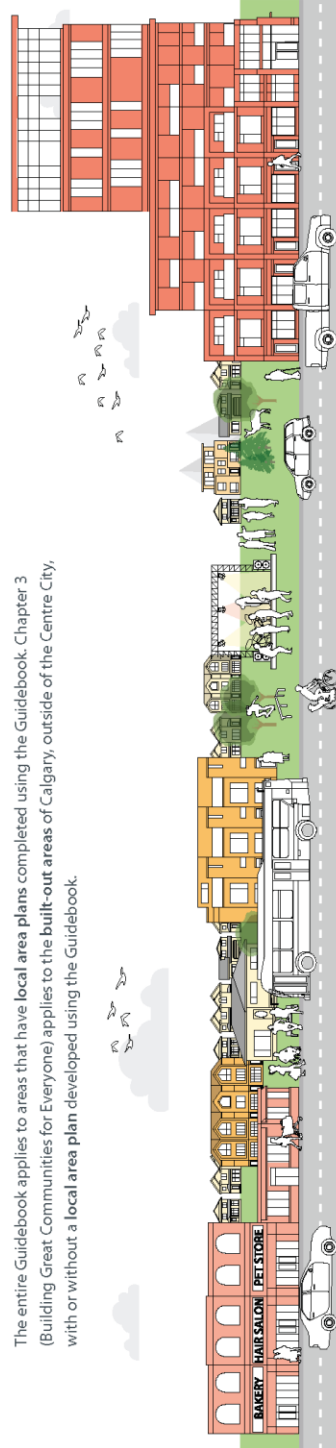 The entire Guidebook applies to areas that have local area plans completed using the Guidebook. Chapter 3
(Building Great Communities for Everyone) applies to the built-out areas of Calgary, outside of the Centre City,
with or without a local area plan developed using the Guidebook.
BAKERY HAIR SALON PET STORE